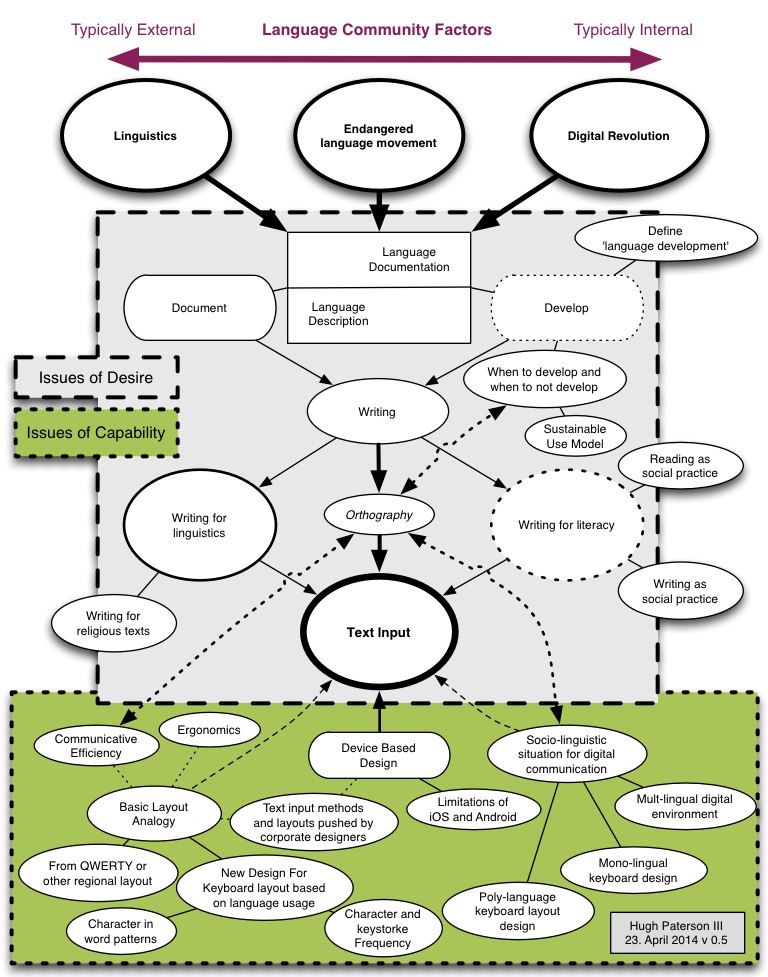 Typically External
Language Community Factors
Typically Internal
Linguistics
Endangered
language movement
Digital Revolution
Define
'language development'
Language
Documentation
Document
Language
Description
Develop
Issues of Desire
When to develop and
when to not develop
Writing
Issues of Capability
Sustainable
Use Model
Reading as
social practice
Writing for
linguistics
Orthography
Writing for literacy
Writing as
social practice
Writing for
religious texts
Text Input
Communicative
Efficiency
Ergonomics
Device Based
Design
Socio-linguistic
situation for digital
communication
Basic Layout
Analogy
Text input methods
and layouts pushed by
corporate designers
Limitations of
iOS and Android
Mult-lingual digital
environment
From QWERTY or
other regional layout
New Design For
Keyboard layout based
on language usage
Mono-lingual
keyboard design
Character in
word patterns
Character and
keystorke
Frequency
Poly-language
keyboard layout
design
Hugh Paterson III
23. April 2014 v 0.5